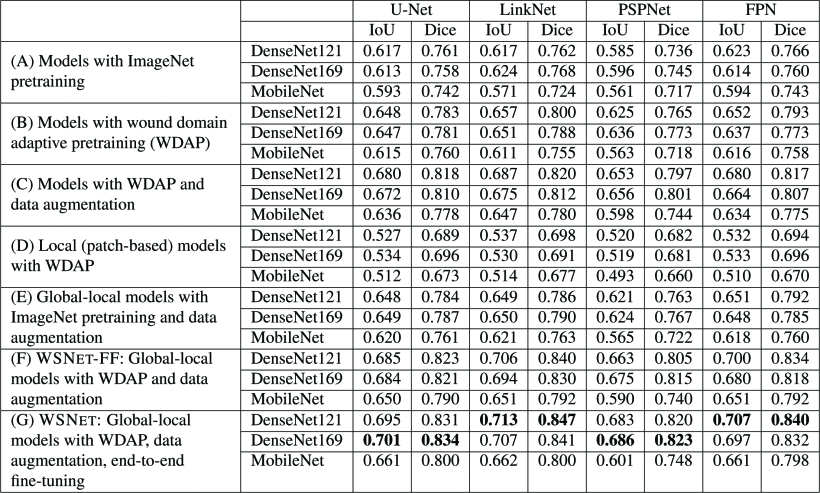 U-Net LinkNet PSPNet FPN
IoU Dice IoU Dice IoU Dice IoU Dice
(A) Models with ImageNet
pretraining
DenseNet121 0.617 0.761 0.617 0.762 0.585 0.736 0.623 0.766
DenseNet169 0.613 0.758 0.624 0.768 0.596 0.745 0.614 0.760
MobileNet 0.593 0.742 0.571 0.724 0.561 0.717 0.594 0.743
(B) Models with wound domain
adaptive pretraining (WDAP)
DenseNet121 0.648 0.783 0.657 0.800 0.625 0.765 0.652 0.793
DenseNet169 0.647 0.781 0.651 0.788 0.636 0.773 0.637 0.773
MobileNet 0.615 0.760 0.611 0.755 0.563 0.718 0.616 0.758
(C) Models with WDAP and
data augmentation
DenseNet121 0.680 0.818 0.687 0.820 0.653 0.797 0.680 0.817
DenseNet169 0.672 0.810 0.675 0.812 0.656 0.801 0.664 0.807
MobileNet 0.636 0.778 0.647 0.780 0.598 0.744 0.634 0.775
(D) Local (patch-based) models
with WDAP
DenseNet121 0.527 0.689 0.537 0.698 0.520 0.682 0.532 0.694
DenseNet169 0.534 0.696 0.530 0.691 0.519 0.681 0.533 0.696
MobileNet 0.512 0.673 0.514 0.677 0.493 0.660 0.510 0.670
(E) Global-local models with
ImageNet pretraining and data
augmentation
DenseNet121 0.648 0.784 0.649 0.786 0.621 0.763 0.651 0.792
DenseNet169 0.649 0.787 0.650 0.790 0.624 0.767 0.648 0.785
MobileNet 0.620 0.761 0.621 0.763 0.565 0.722 0.618 0.760
(F) WSNET-FF: Global-local
models with WDAP and data
augmentation
DenseNet121 0.685 0.823 0.706 0.840 0.663 0.805 0.700 0.834
DenseNet169 0.684 0.821 0.694 0.830 0.675 0.815 0.680 0.818
MobileNet 0.650 0.790 0.651 0.792 0.590 0.740 0.651 0.792
(G) WSNET: Global-local
models with WDAP, data
augmentation, end-to-end
fine-tuning
DenseNet121 0.695 0.831 0.713 0.847 0.683 0.820 0.707 0.840
DenseNet169 0.701 0.834 0.707 0.841 0.686 0.823 0.697 0.832
MobileNet 0.661 0.800 0.662 0.800 0.601 0.748 0.661 0.798